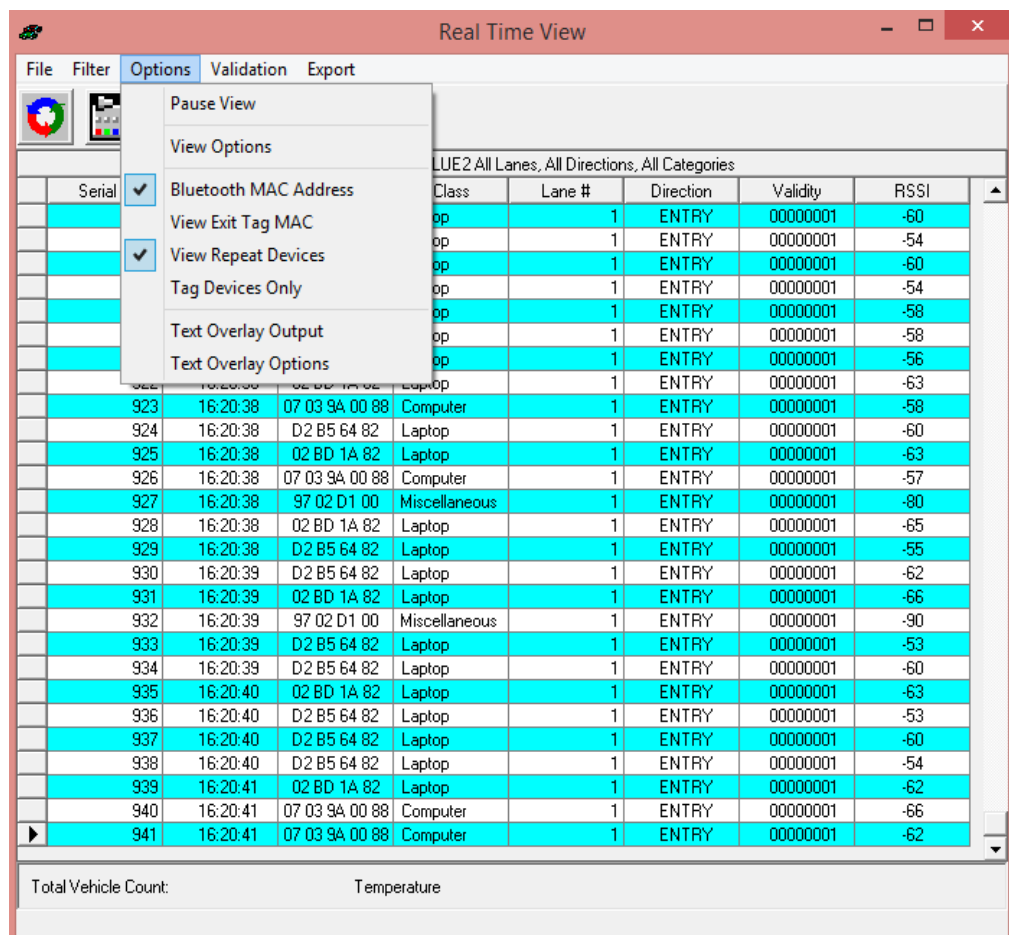 Real Time View
File Filter Options Validation Export
Pause View
View Options
Bluetooth MAC Address
View Exit Tag MAC
View Repeat Devices
Tag Devices Only
Text Overlay Output
Text Overlay Options
All Lanes, All Directions, All Categories
Serial Class Lane # Direction Validity RSSI
1 ENTRY 00000001 -60
1 ENTRY 00000001 -54
1 ENTRY 00000001 -60
1 ENTRY 00000001 -54
1 ENTRY 00000001 -58
1 ENTRY 00000001 -58
1 ENTRY 00000001 -56
1 ENTRY 00000001 -63
923 16:20:38 07 03 9A 00 88 Computer 1 ENTRY 00000001 -58
924 16:20:38 D2 B5 64 82 Laptop 1 ENTRY 00000001 -60
925 16:20:38 02 BD 1A 82 Laptop 1 ENTRY 00000001 -63
926 16:20:38 07 03 9A 00 88 Computer 1 ENTRY 00000001 -57
927 16:20:38 97 02 D1 00 Miscellaneous 1 ENTRY 00000001 -80
928 16:20:38 02 BD 1A 82 Laptop 1 ENTRY 00000001 -65
929 16:20:38 D2 B5 64 82 Laptop 1 ENTRY 00000001 -55
930 16:20:39 D2 B5 64 82 Laptop 1 ENTRY 00000001 -62
931 16:20:39 02 BD 1A 82 Laptop 1 ENTRY 00000001 -66
932 16:20:39 97 02 D1 00 Miscellaneous 1 ENTRY 00000001 -90
933 16:20:39 D2 B5 64 82 Laptop 1 ENTRY 00000001 -53
934 16:20:39 D2 B5 64 82 Laptop 1 ENTRY 00000001 -60
935 16:20:40 02 BD 1A 82 Laptop 1 ENTRY 00000001 -63
936 16:20:40 D2 B5 64 82 Laptop 1 ENTRY 00000001 -53
937 16:20:40 D2 B5 64 82 Laptop 1 ENTRY 00000001 -60
938 16:20:40 D2 B5 64 82 Laptop 1 ENTRY 00000001 -54
939 16:20:41 02 BD 1A 82 Laptop 1 ENTRY 00000001 -62
940 16:20:41 07 03 9A 00 88 Computer 1 ENTRY 00000001 -66
941 16:20:41 07 03 9A 00 88 Computer 1 ENTRY 00000001 -62
Total Vehicle Count: Temperature